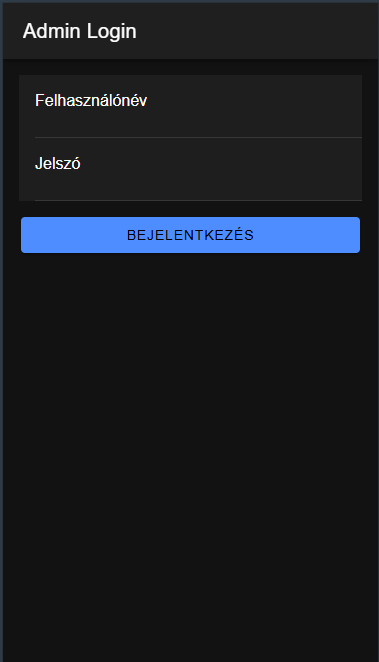 Admin Login
Felhasználónév
Jelszó
BEJELENTKEZÉS